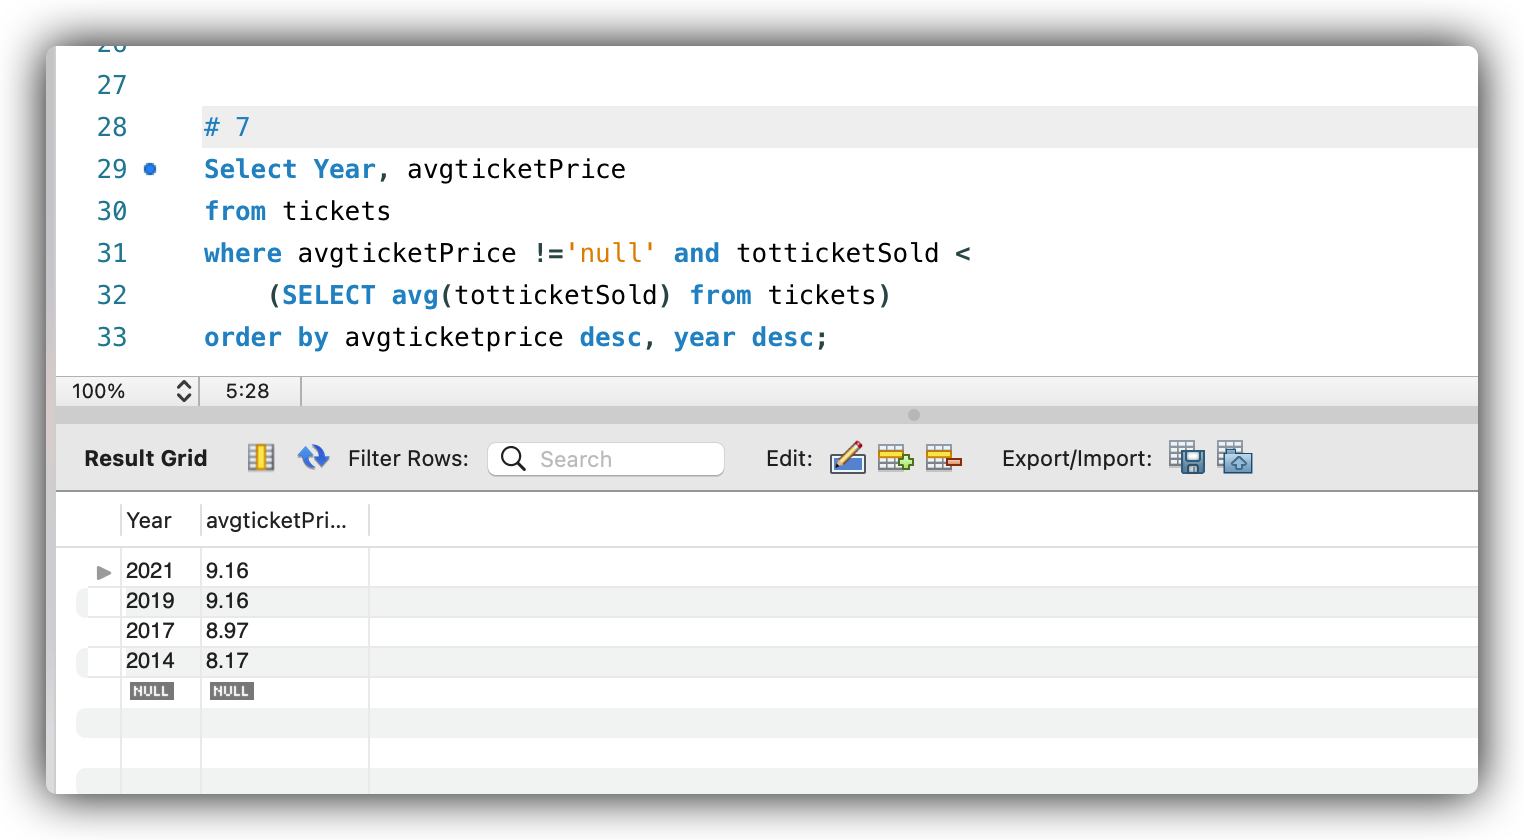 27
28 # 7
29 Select Year, avgticketPrice
30 from tickets
31 where avgticketPrice !='null' and totticketSold <
32 (SELECT avg(totticketSold) from tickets)
33 order by avgticketprice desc, year desc;
100% 5:28
Result Grid Filter Rows: Search Edit: Export/Import:
Year avgticketPri...
2021 9.16
2019 9.16
2017 8.97
2014 8.17
NULL NULL